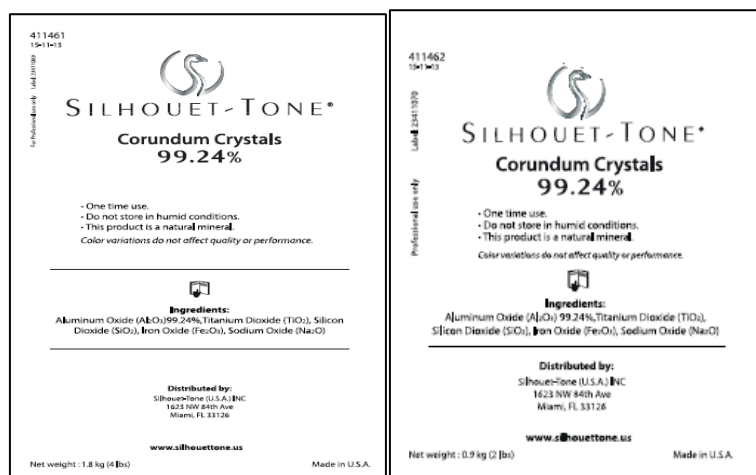 411461
15-11-13
For Professional use only Label: 23411069
SILHOUET-TONE®
Corundum Crystals
99.24%
• One time use.
• Do not store in humid conditions.
• This product is a natural mineral.
Color variations do not affect quality or performance.
Ingredients:
Aluminum Oxide (Al₂O₃)99.24%,Titanium Dioxide (TiO₂), Silicon
Dioxide (SiO₂), Iron Oxide (Fe₂O₃), Sodium Oxide (Na₂O)
Distributed by:
Silhouet-Tone (U.S.A.) INC
1623 NW 84th Ave
Miami, FL 33126
www.silhouettone.us
Net weight : 1.8 kg (4 lbs) Made in U.S.A.
411462
15-11-13
Professional use only Label: 23411070
SILHOUET-TONE®
Corundum Crystals
99.24%
• One time use.
• Do not store in humid conditions.
• This product is a natural mineral.
Color variations do not affect quality or performance.
Ingredients:
Aluminum Oxide (Al₂O₃) 99.24%,Titanium Dioxide (TiO₂),
Silicon Dioxide (SiO₂), Iron Oxide (Fe₂O₃), Sodium Oxide (Na₂O)
Distributed by:
Silhouet-Tone (U.S.A.) INC
1623 NW 84th Ave
Miami, FL 33126
www.silhouettone.us
Net weight : 0.9 kg (2 lbs) Made in U.S.A.